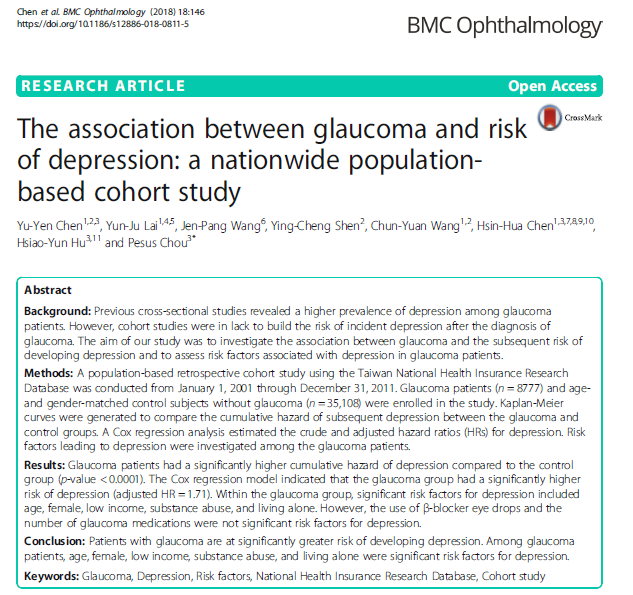 Chen et al. BMC Ophthalmology (2018) 18:146
https://doi.org/10.1186/s12886-018-0811-5
BMC Ophthalmology
RESEARCH ARTICLE
Open Access
CrossMark
The association between glaucoma and risk
of depression: a nationwide population-
based cohort study
Yu-Yen Chen1,2,3, Yun-Ju Lai1,4,5, Jen-Pang Wang6, Ying-Cheng Shen2, Chun-Yuan Wang1,2, Hsin-Hua Chen1,3,7,8,9,10,
Hsiao-Yun Hu3,11 and Pesus Chou3*
Abstract
Background: Previous cross-sectional studies revealed a higher prevalence of depression among glaucoma
patients. However, cohort studies were in lack to build the risk of incident depression after the diagnosis of
glaucoma. The aim of our study was to investigate the association between glaucoma and the subsequent risk of
developing depression and to assess risk factors associated with depression in glaucoma patients.
Methods: A population-based retrospective cohort study using the Taiwan National Health Insurance Research
Database was conducted from January 1, 2001 through December 31, 2011. Glaucoma patients (n = 8777) and age-
and gender-matched control subjects without glaucoma (n = 35,108) were enrolled in the study. Kaplan-Meier
curves were generated to compare the cumulative hazard of subsequent depression between the glaucoma and
control groups. A Cox regression analysis estimated the crude and adjusted hazard ratios (HRs) for depression. Risk
factors leading to depression were investigated among the glaucoma patients.
Results: Glaucoma patients had a significantly higher cumulative hazard of depression compared to the control
group (p-value < 0.0001). The Cox regression model indicated that the glaucoma group had a significantly higher
risk of depression (adjusted HR = 1.71). Within the glaucoma group, significant risk factors for depression included
age, female, low income, substance abuse, and living alone. However, the use of β-blocker eye drops and the
number of glaucoma medications were not significant risk factors for depression.
Conclusion: Patients with glaucoma are at significantly greater risk of developing depression. Among glaucoma
patients, age, female, low income, substance abuse, and living alone were significant risk factors for depression.
Keywords: Glaucoma, Depression, Risk factors, National Health Insurance Research Database, Cohort study